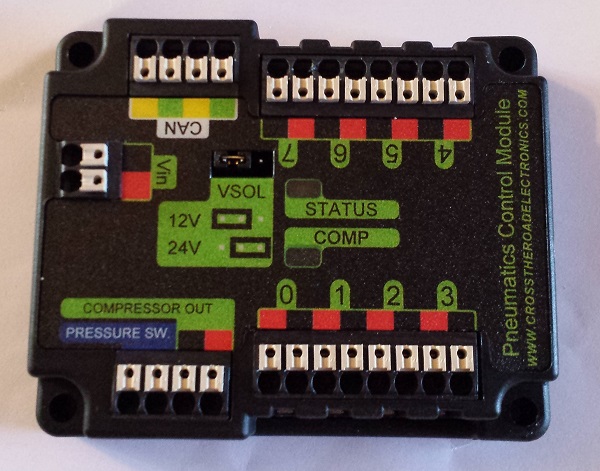 CAN
7 6 5 4
Vin
VSOL
12V
24V
STATUS
COMP
0 1 2 3
COMPRESSOR OUT
PRESSURE SW.
Pneumatics Control Module
WWW.CROSSTHEROADELECTRONICS.COM